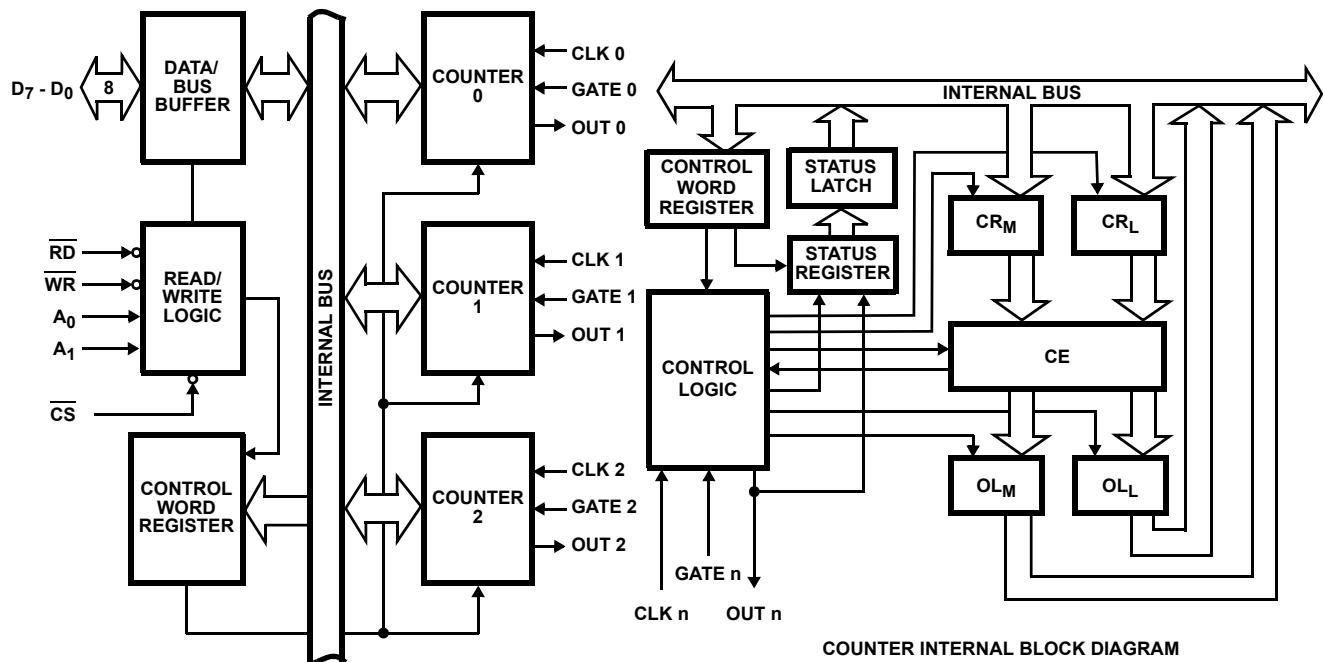 D7 - D0
8
DATA/
BUS
BUFFER
RD
WR
A0
A1
CS
READ/
WRITE
LOGIC
CONTROL
WORD
REGISTER
INTERNAL BUS
COUNTER
0
CLK 0
GATE 0
OUT 0
COUNTER
1
CLK 1
GATE 1
OUT 1
COUNTER
2
CLK 2
GATE 2
OUT 2
INTERNAL BUS
CONTROL
WORD
REGISTER
STATUS
LATCH
STATUS
REGISTER
CONTROL
LOGIC
CRM
CRL
CE
OLM
OLL
GATE n
CLK n
OUT n
COUNTER INTERNAL BLOCK DIAGRAM